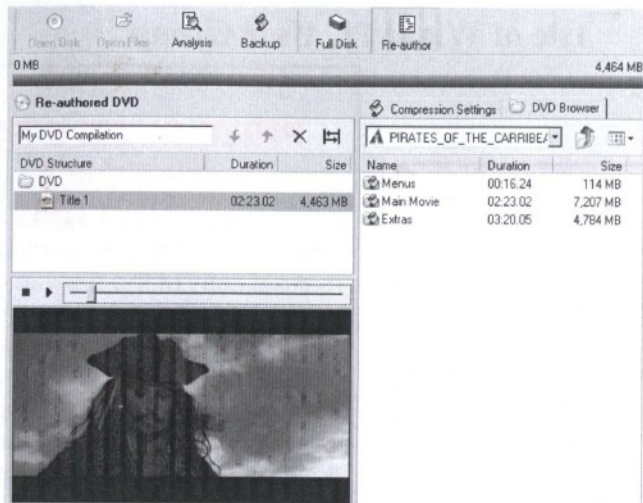 Open Disk Open Files Analysis Backup Full Disk Re-author
0 MB 4,464 MB
Re-authored DVD
My DVD Compilation
DVD Structure Duration Size
DVD
Title 1 02:23.02 4,463 MB
Compression Settings DVD Browser
PIRATES_OF_THE_CARRIBEA
Name Duration Size
Menus 00:16.24 114 MB
Main Movie 02:23.02 7,207 MB
Extras 03:20.05 4,784 MB